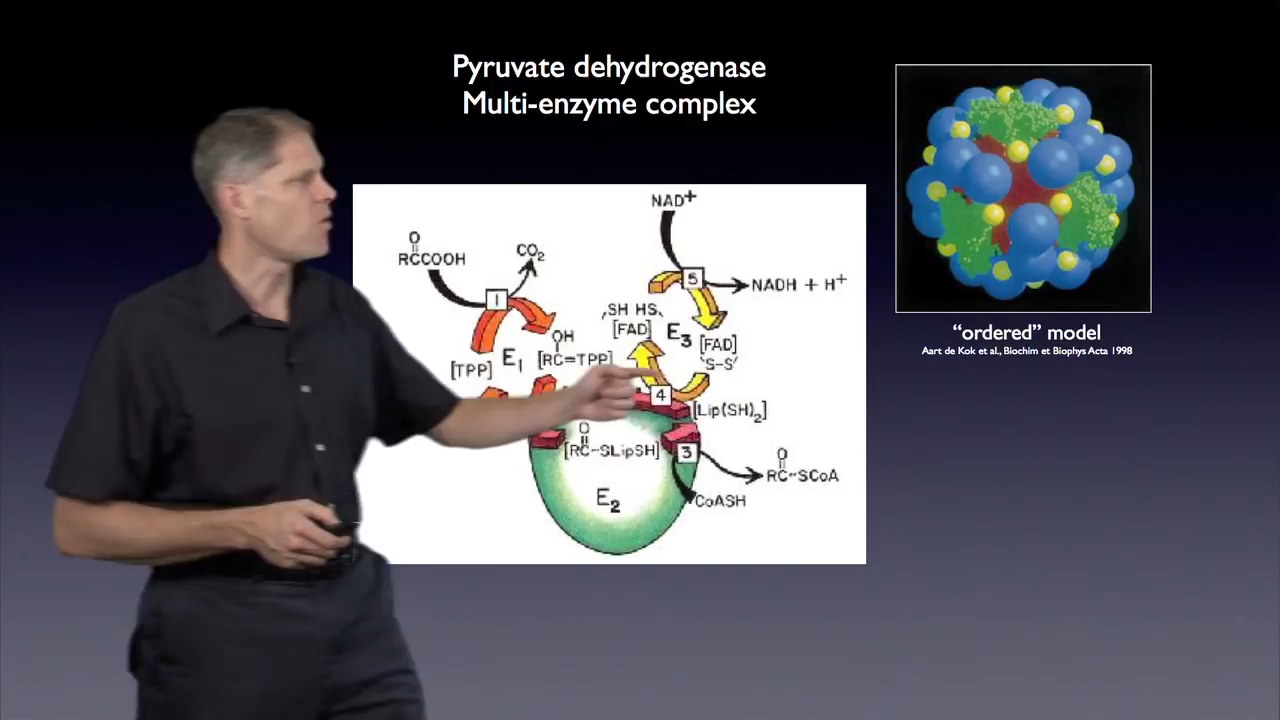 Pyruvate dehydrogenase
Multi-enzyme complex
NAD+
O
RCCOOH
CO2
1
5
NADH + H+
SH HS
[FAD]
E3
[FAD]
S-S
OH
[TPP]
E1
[RC=TPP]
4
[Lip(SH)2]
O
[RC~SLipSH]
3
O
RC~SCoA
E2
CoASH
"ordered" model
Aart de Kok et al., Biochim et Biophys Acta 1998